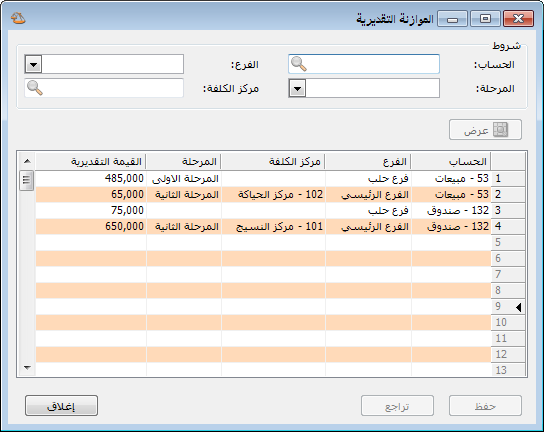 الموازنة التقديرية
شروط
الحساب: الفرع:
المرحلة: مركز الكلفة:
عرض
الحساب الفرع مركز الكلفة المرحلة القيمة التقديرية
1 53 - مبيعات فرع حلب المرحلة الاولى 485,000
2 53 - مبيعات الفرع الرئيسي 102 - مركز الحياكة المرحلة الثانية 65,000
3 132 - صندوق فرع حلب 75,000
4 132 - صندوق الفرع الرئيسي 101 - مركز النسيج المرحلة الثانية 650,000
5
6
7
8
9
10
11
12
13
حفظ تراجع إغلاق